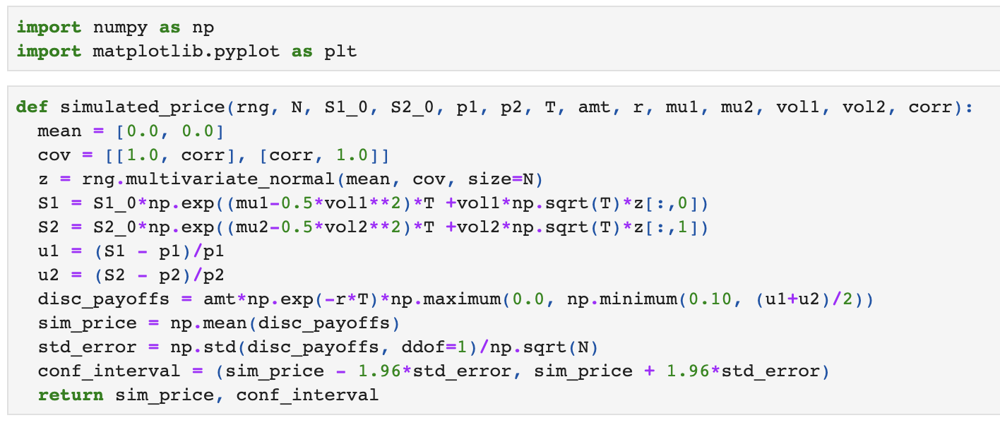 import numpy as np
import matplotlib.pyplot as plt
def simulated_price(rng, N, S1_0, S2_0, p1, p2, T, amt, r, mu1, mu2, vol1, vol2, corr):
  mean = [0.0, 0.0]
  cov = [[1.0, corr], [corr, 1.0]]
  z = rng.multivariate_normal(mean, cov, size=N)
  S1 = S1_0*np.exp((mu1-0.5*vol1**2)*T +vol1*np.sqrt(T)*z[:,0])
  S2 = S2_0*np.exp((mu2-0.5*vol2**2)*T +vol2*np.sqrt(T)*z[:,1])
  u1 = (S1 - p1)/p1
  u2 = (S2 - p2)/p2
  disc_payoffs = amt*np.exp(-r*T)*np.maximum(0.0, np.minimum(0.10, (u1+u2)/2))
  sim_price = np.mean(disc_payoffs)
  std_error = np.std(disc_payoffs, ddof=1)/np.sqrt(N)
  conf_interval = (sim_price - 1.96*std_error, sim_price + 1.96*std_error)
  return sim_price, conf_interval